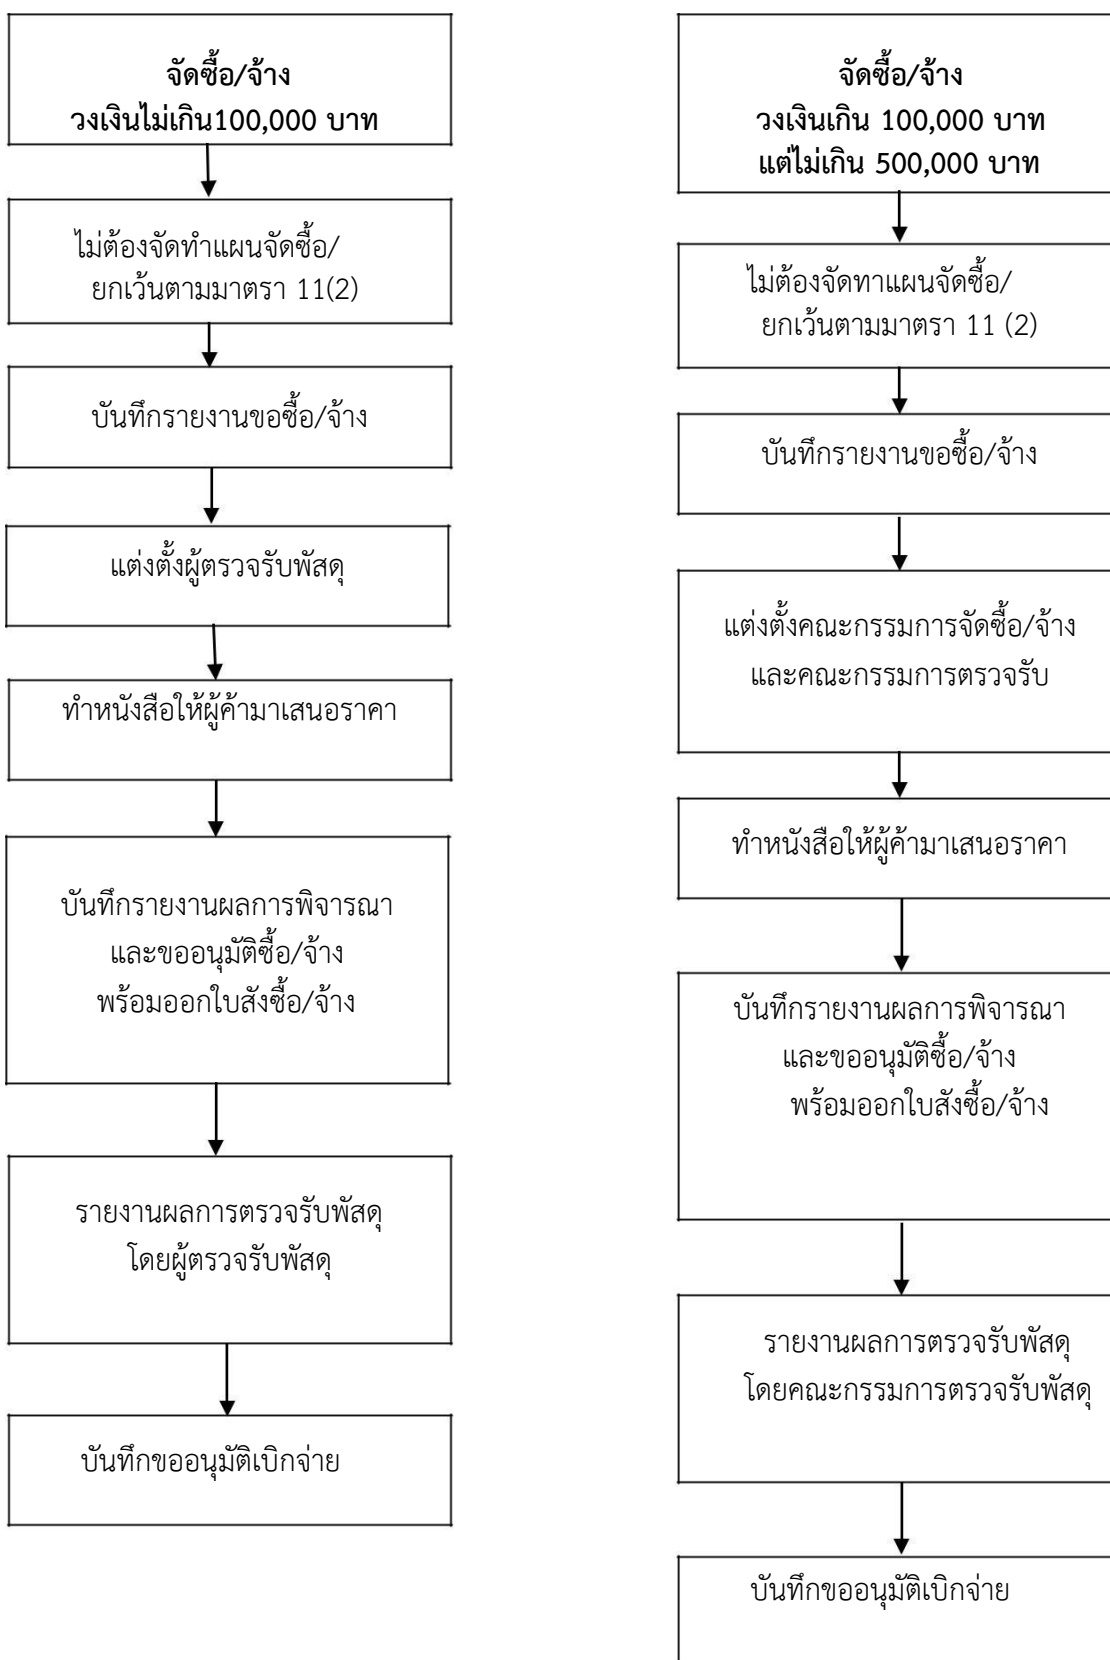 จัดซื้อ/จ้าง
วงเงินไม่เกิน100,000 บาท
ไม่ต้องจัดทำแผนจัดซื้อ/
ยกเว้นตามมาตรา 11(2)
บันทึกรายงานขอซื้อ/จ้าง
แต่งตั้งผู้ตรวจรับพัสดุ
ทำหนังสือให้ผู้ค้ามาเสนอราคา
บันทึกรายงานผลการพิจารณา
และขออนุมัติซื้อ/จ้าง
พร้อมออกใบสังซื้อ/จ้าง
รายงานผลการตรวจรับพัสดุ
โดยผู้ตรวจรับพัสดุ
บันทึกขออนุมัติเบิกจ่าย
จัดซื้อ/จ้าง
วงเงินเกิน 100,000 บาท
แต่ไม่เกิน 500,000 บาท
ไม่ต้องจัดทาแผนจัดซื้อ/
ยกเว้นตามมาตรา 11 (2)
บันทึกรายงานขอซื้อ/จ้าง
แต่งตั้งคณะกรรมการจัดซื้อ/จ้าง
และคณะกรรมการตรวจรับ
ทำหนังสือให้ผู้ค้ามาเสนอราคา
บันทึกรายงานผลการพิจารณา
และขออนุมัติซื้อ/จ้าง
พร้อมออกใบสังซื้อ/จ้าง
รายงานผลการตรวจรับพัสดุ
โดยคณะกรรมการตรวจรับพัสดุ
บันทึกขออนุมัติเบิกจ่าย